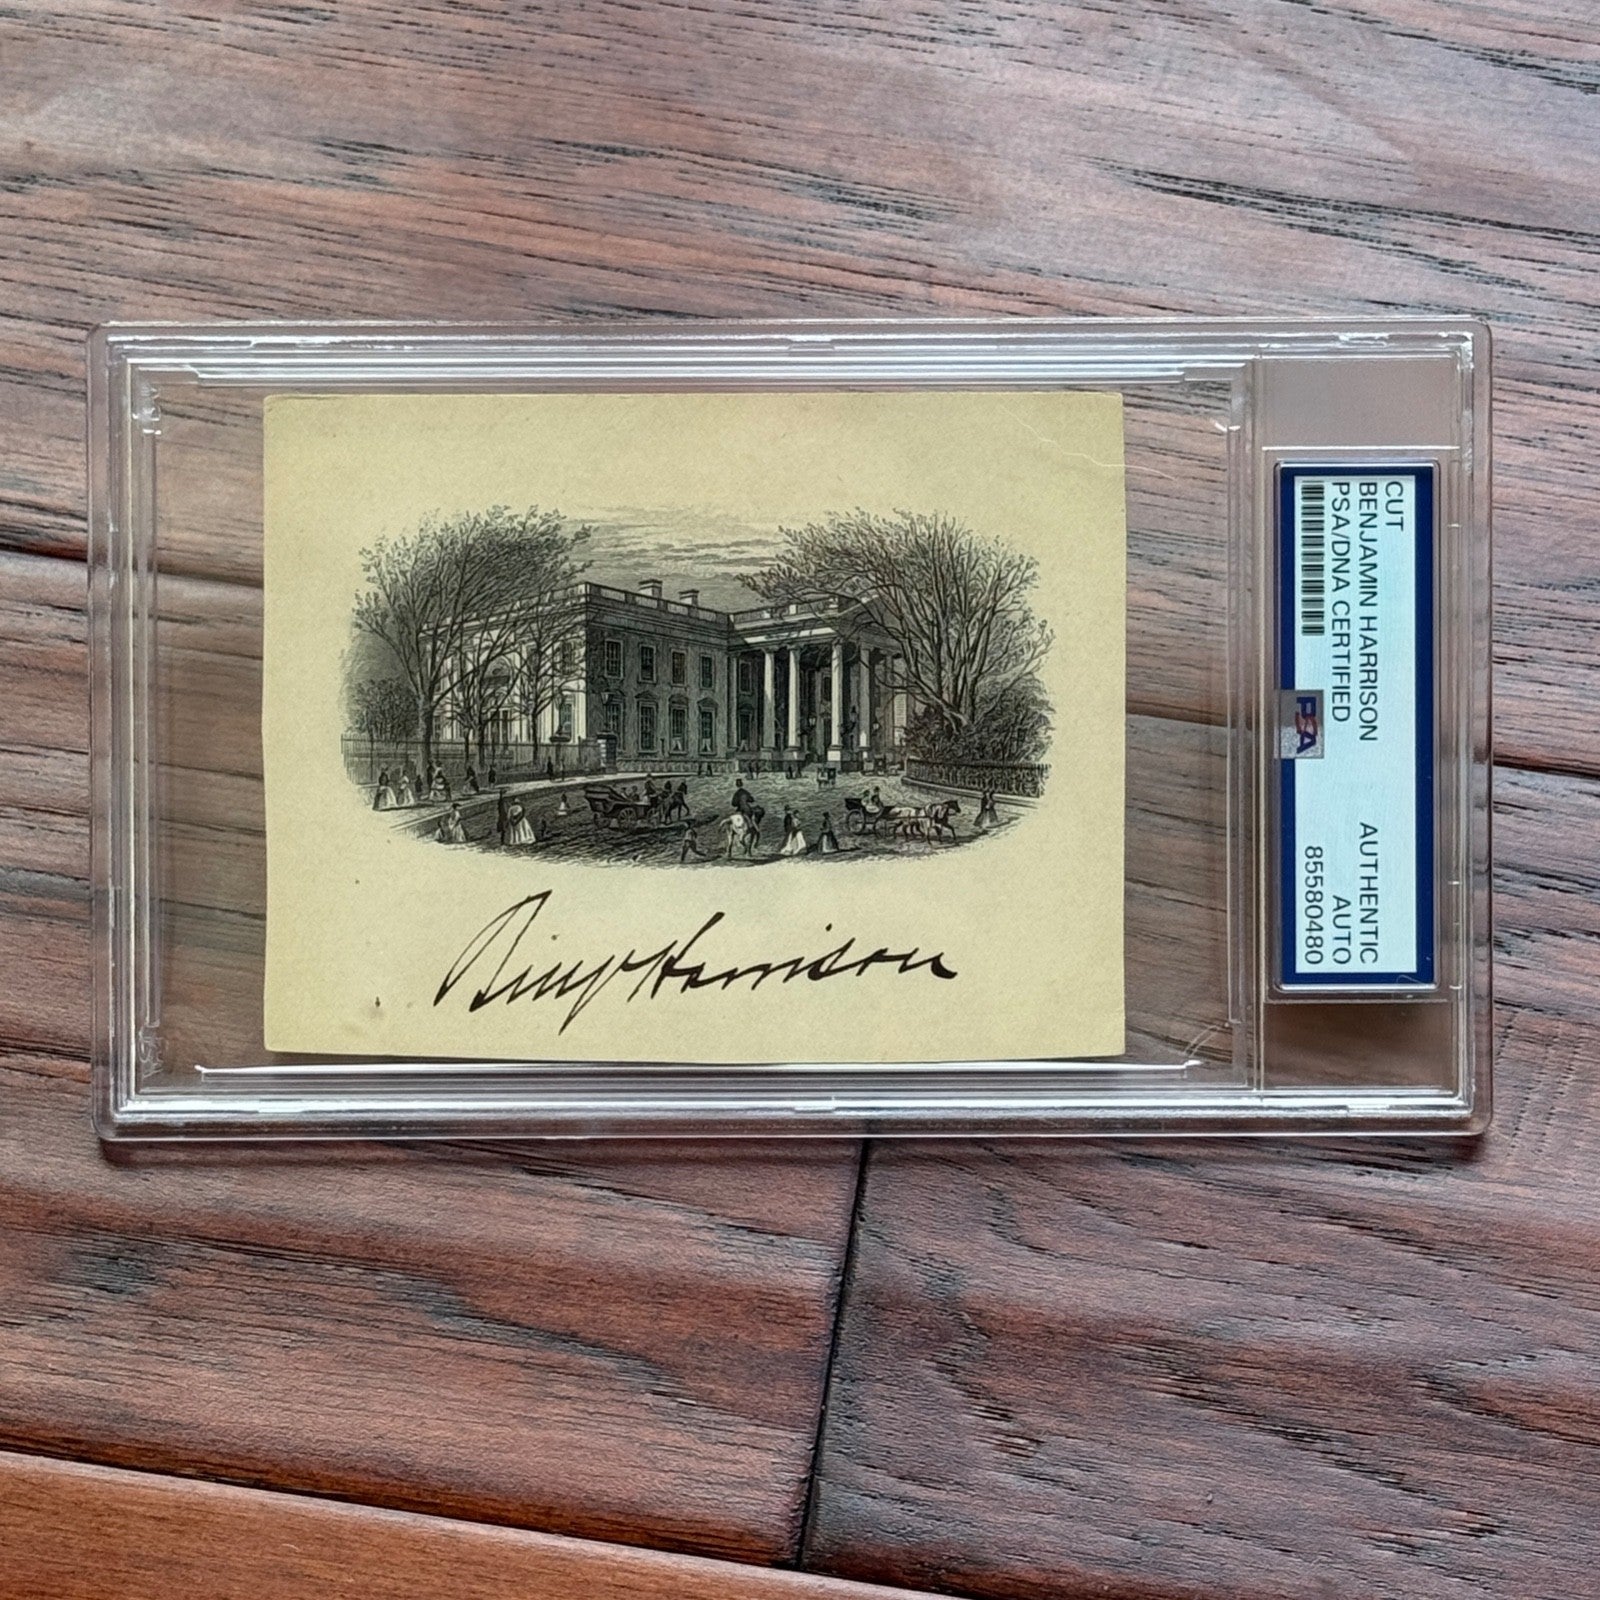 Benj Harrison
CUT
BENJAMIN HARRISON
PSA/DNA CERTIFIED
AUTHENTIC
AUTO
85580480
PSA